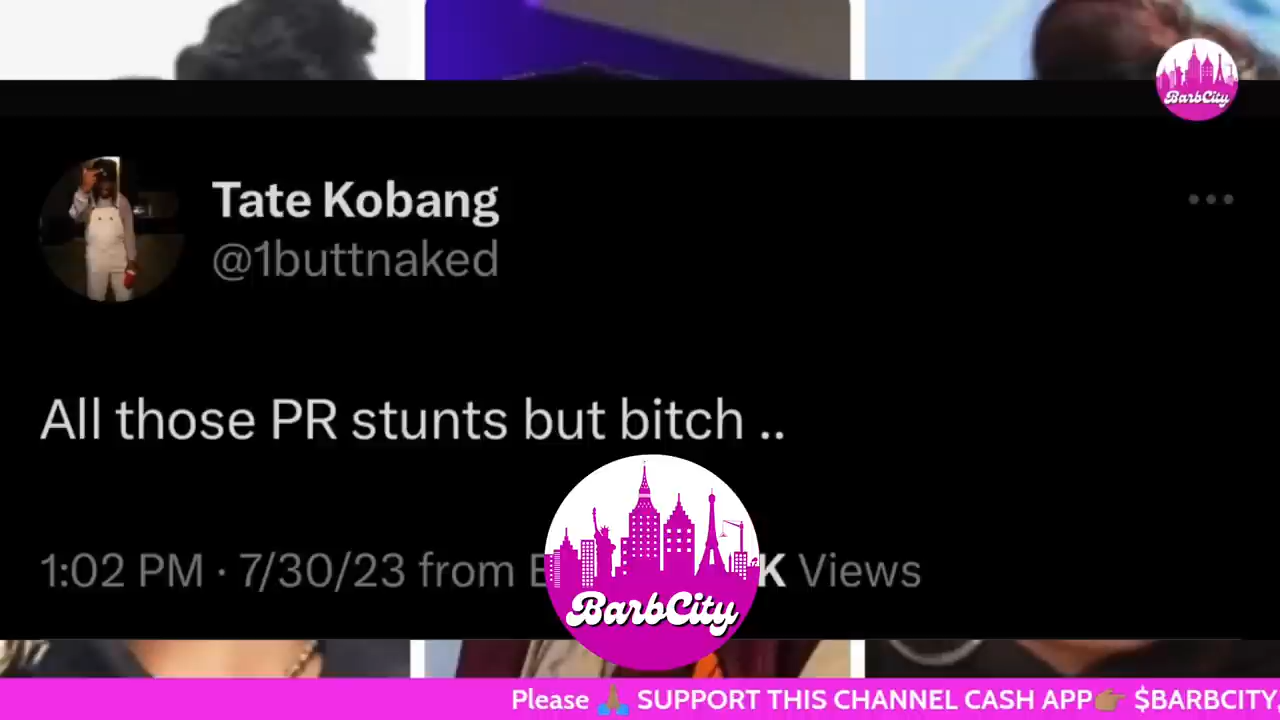 BarbCity
Tate Kobang
@1buttnaked
All those PR stunts but bitch ..
1:02 PM · 7/30/23 from K Views
BarbCity
Please 🙏🏽 SUPPORT THIS CHANNEL CASH APP👉🏽 $BARBCITY